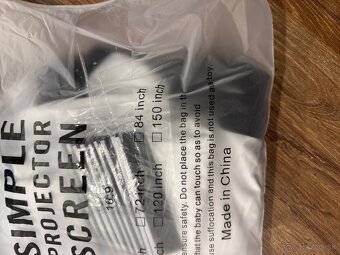 SIMPLE
PROJECTOR
SCREEN
16:9
72 inch
84 inch
120 inch
150 inch
ensure safety. Do not place the bag in
that the baby can touch so as to avoid
suffocation and this bag is not used as toy.
Made in China